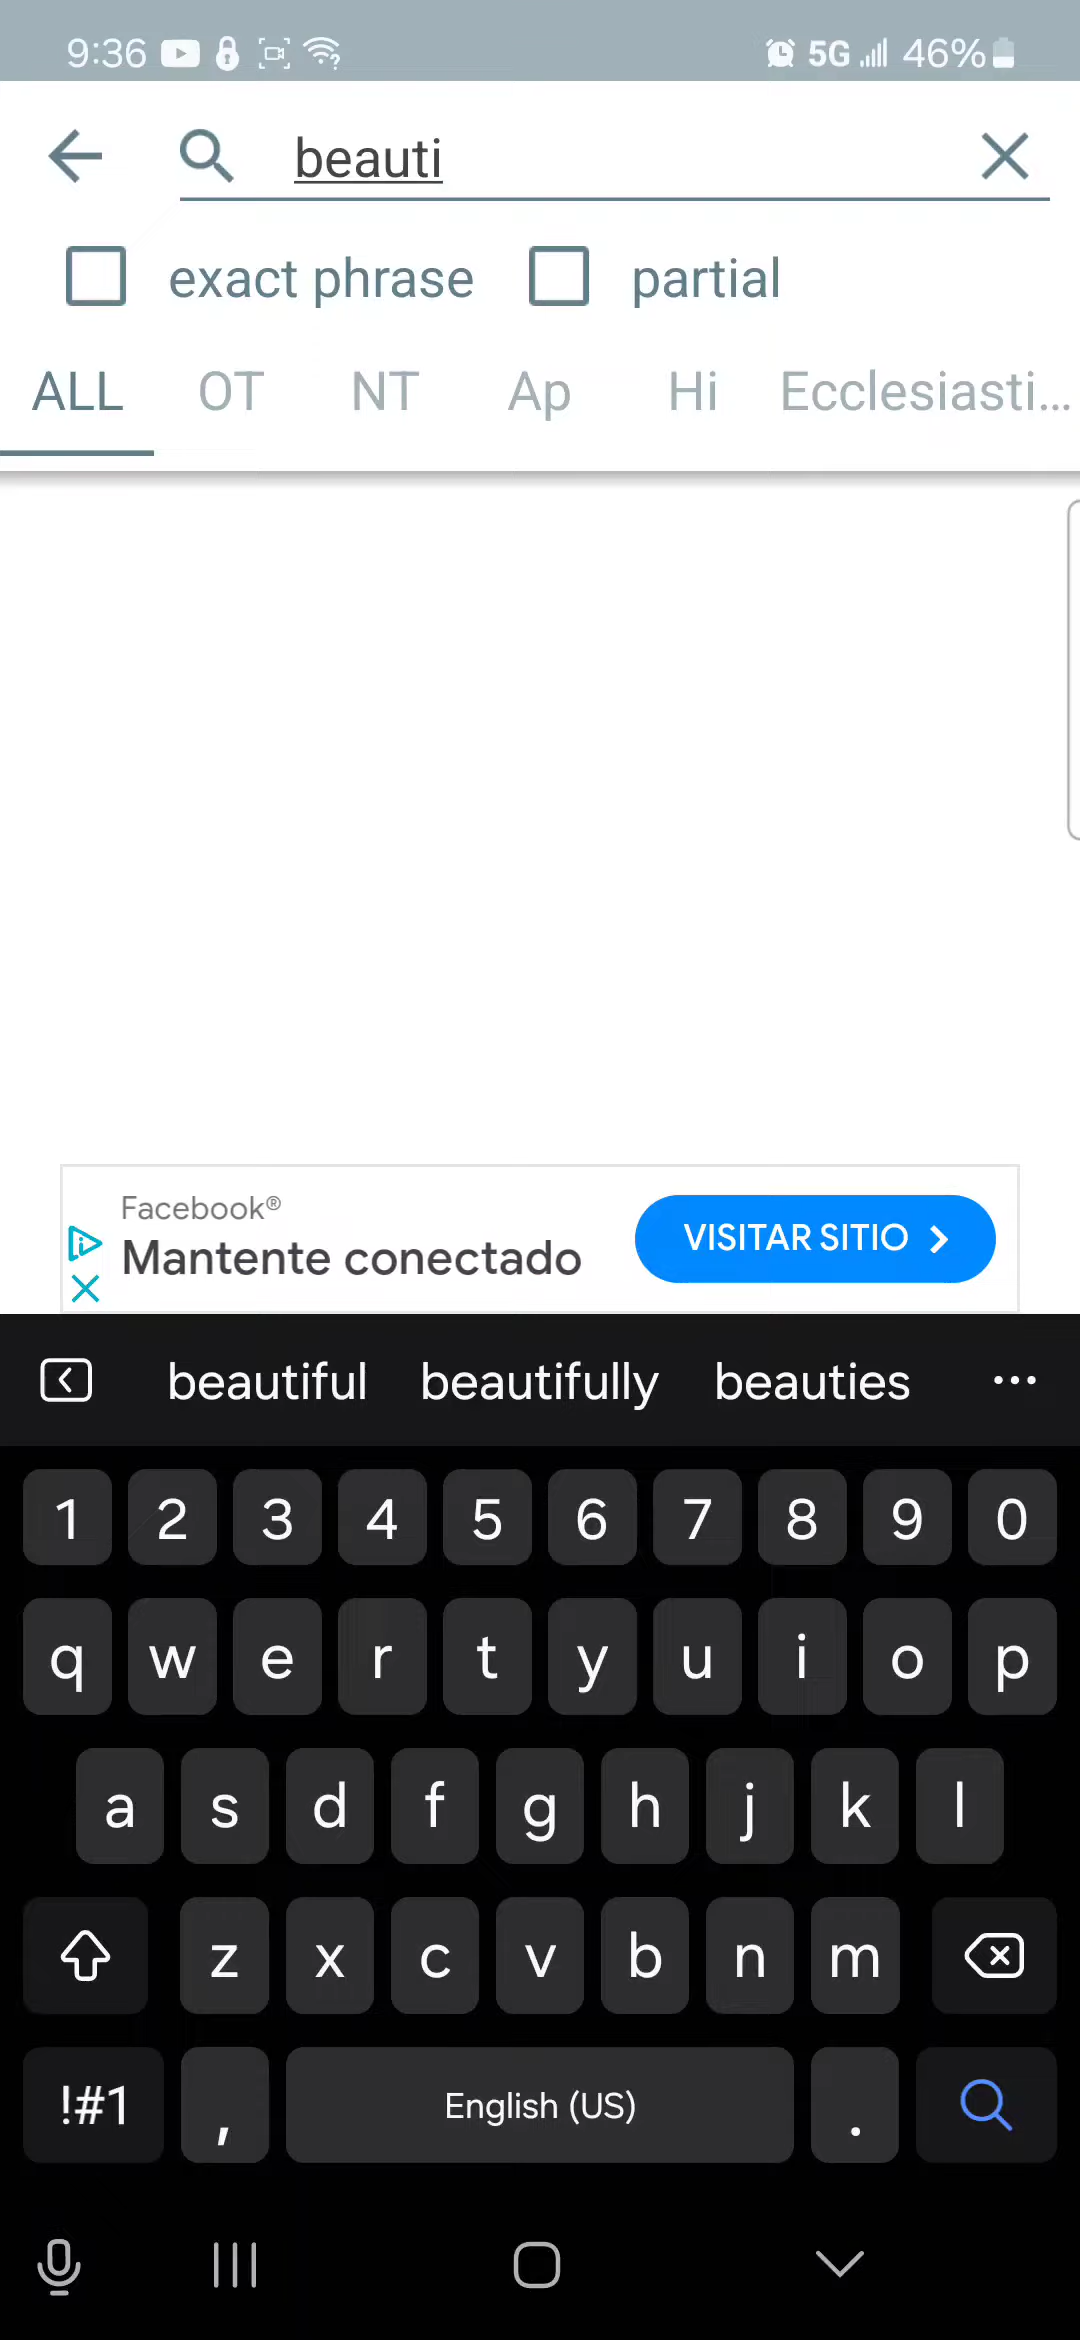 9:36 5G 46%
beauti
exact phrase partial
ALL OT NT Ap Hi Ecclesiasti...
Facebook®
Mantente conectado
VISITAR SITIO
beautiful beautifully beauties ...
1 2 3 4 5 6 7 8 9 0
q w e r t y u i o p
a s d f g h j k l
z x c v b n m
!#1 , English (US) .